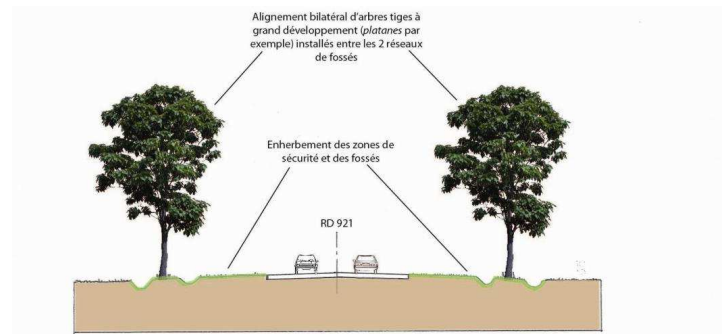 Alignement bilatéral d'arbres tiges à
grand développement (platanes par
exemple) installés entre les 2 réseaux
de fossés
Enherbement des zones de
sécurité et des fossés
RD 921